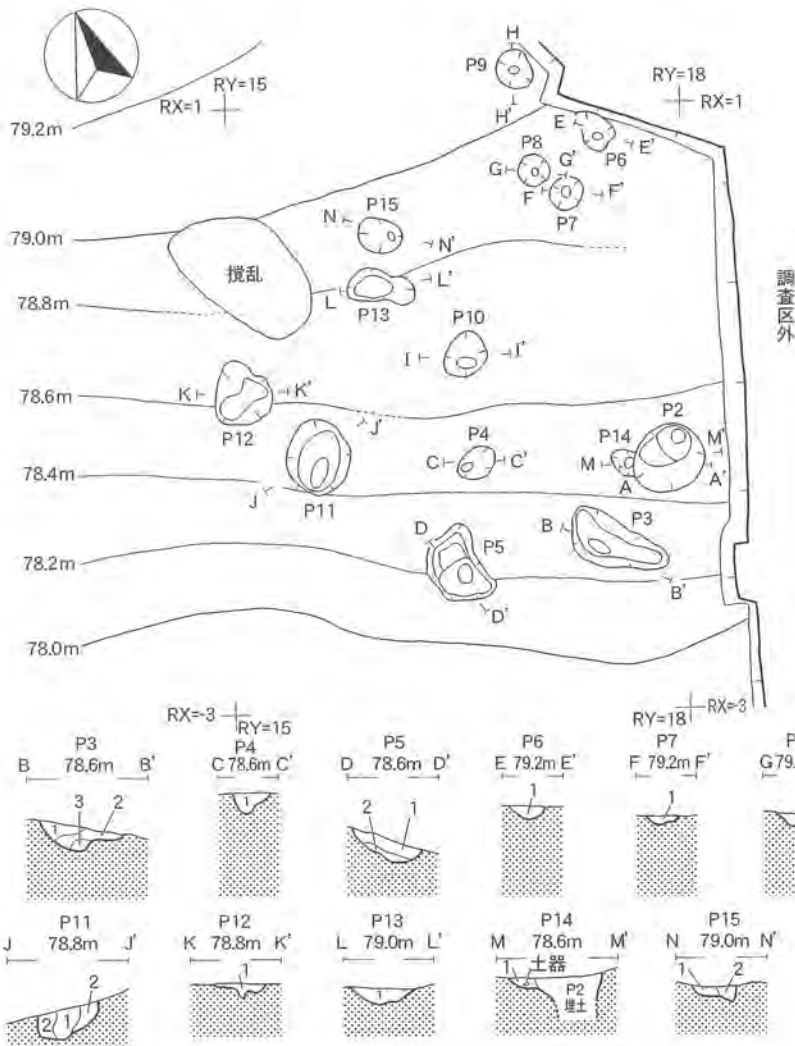 H
P9
H'
RY=15
RX=1
RY=18
RX=1
79.2m
E
P6
E'
P8
G
G'
F
P7
F'
P15
N
N'
79.0m
撹乱
L
L'
P13
78.8m
調査区外
P10
I
I'
K
K'
P12
78.6m
J'
P11
J
P4
C
C'
P2
P14
M
M'
A
A'
78.4m
B
P3
B'
D
P5
D'
78.2m
78.0m
RX=-3
RY=15
RX=-3
RY=18
P3
B 78.6m B'
1
3
2
P4
C 78.6m C'
1
P5
D 78.6m D'
2
1
P6
E 79.2m E'
1
P7
F 79.2m F'
1
P
G 79.
P11
J 78.8m J'
2
1
2
P12
K 78.8m K'
1
P13
L 79.0m L'
1
P14
M 78.6m M'
土器
1
P2
埋土
P15
N 79.0m N'
1
2